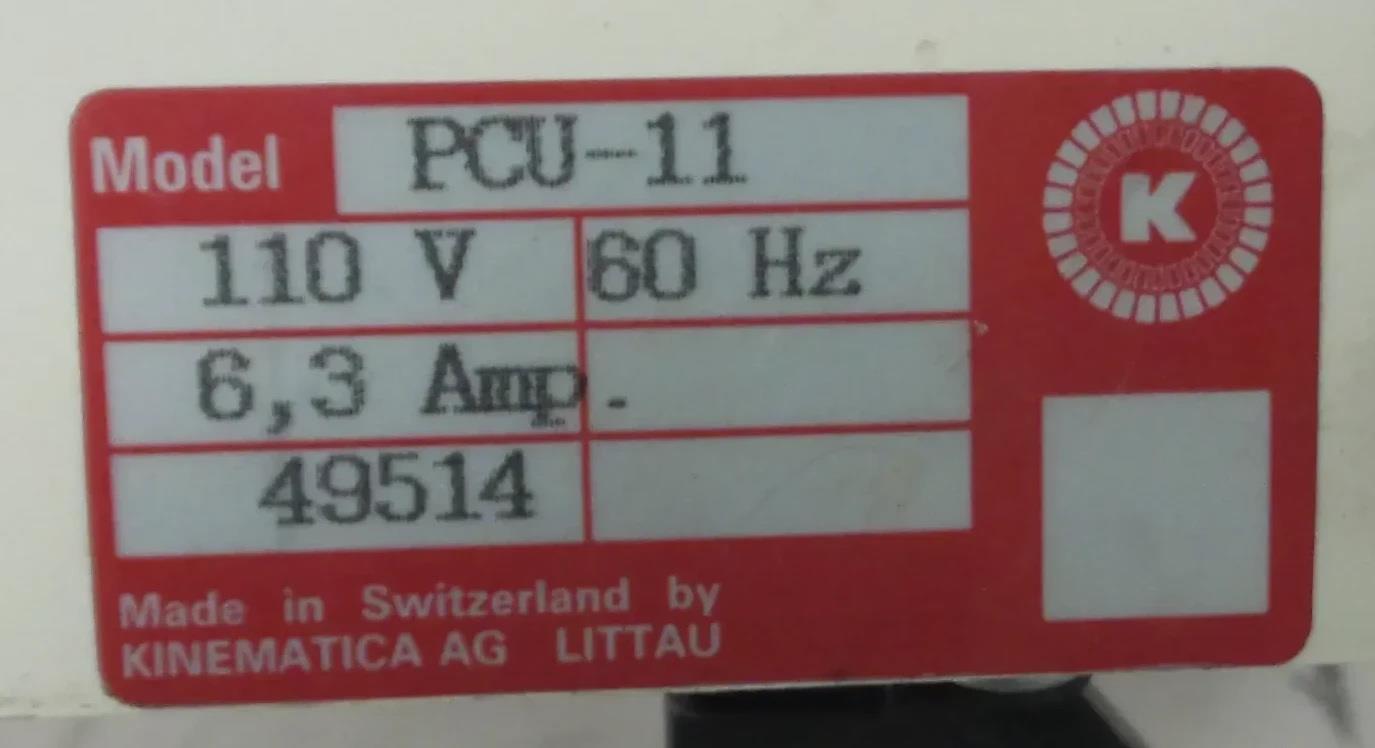 Model PCU-11
K
110 V 60 Hz
6,3 Amp.
49514
Made in Switzerland by
KINEMATICA AG LITTAU